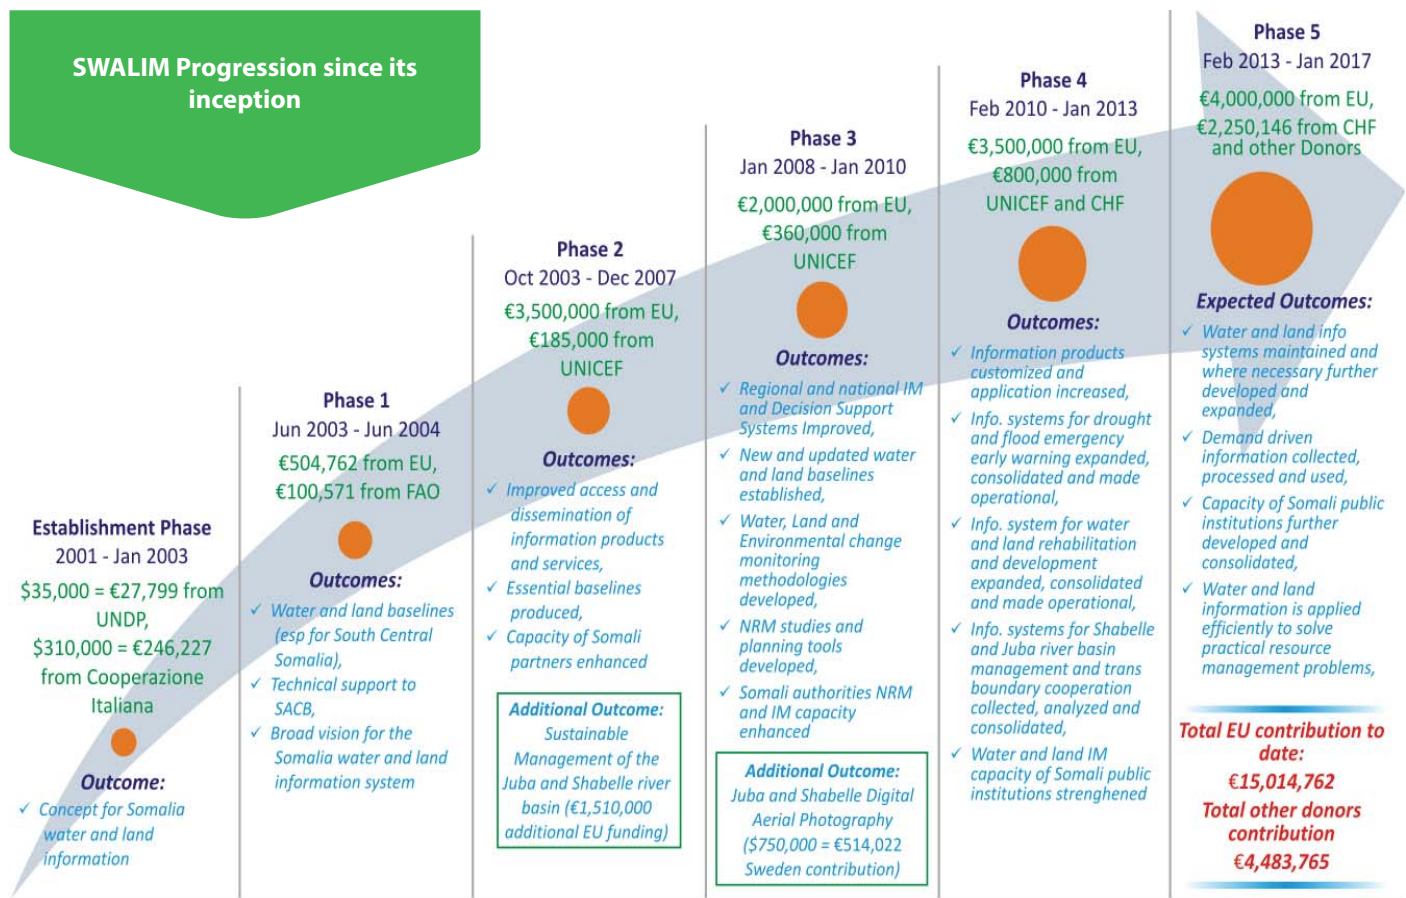 SWALIM Progression since its
inception
Establishment Phase
2001 - Jan 2003
$35,000 = €27,799 from
UNDP,
$310,000 = €246,227
from Cooperazione
Italiana
Outcome:
✓ Concept for Somalia
water and land
information
Phase 1
Jun 2003 - Jun 2004
€504,762 from EU,
€100,571 from FAO
Outcomes:
✓ Water and land baselines
(esp for South Central
Somalia),
✓ Technical support to
SACB,
✓ Broad vision for the
Somalia water and land
information system
Phase 2
Oct 2003 - Dec 2007
€3,500,000 from EU,
€185,000 from
UNICEF
Outcomes:
✓ Improved access and
dissemination of
information products
and services,
✓ Essential baselines
produced,
✓ Capacity of Somali
partners enhanced
Additional Outcome:
Sustainable
Management of the
Juba and Shabelle river
basin (€1,510,000
additional EU funding)
Phase 3
Jan 2008 - Jan 2010
€2,000,000 from EU,
€360,000 from
UNICEF
Outcomes:
✓ Regional and national IM
and Decision Support
Systems Improved,
✓ New and updated water
and land baselines
established,
✓ Water, Land and
Environmental change
monitoring
methodologies
developed,
✓ NRM studies and
planning tools
developed,
✓ Somali authorities NRM
and IM capacity
enhanced
Additional Outcome:
Juba and Shabelle Digital
Aerial Photography
($750,000 = €514,022
Sweden contribution)
Phase 4
Feb 2010 - Jan 2013
€3,500,000 from EU,
€800,000 from
UNICEF and CHF
Outcomes:
✓ Information products
customized and
application increased,
✓ Info. systems for drought
and flood emergency
early warning expanded,
consolidated and made
operational,
✓ Info. system for water
and land rehabilitation
and development
expanded, consolidated
and made operational,
✓ Info. systems for Shabelle
and Juba river basin
management and trans
boundary cooperation
collected, analyzed and
consolidated,
✓ Water and land IM
capacity of Somali public
institutions strenghened
Phase 5
Feb 2013 - Jan 2017
€4,000,000 from EU,
€2,250,146 from CHF
and other Donors
Expected Outcomes:
✓ Water and land info
systems maintained and
where necessary further
developed and
expanded,
✓ Demand driven
information collected,
processed and used,
✓ Capacity of Somali public
institutions further
developed and
consolidated,
✓ Water and land
information is applied
efficiently to solve
practical resource
management problems,
Total EU contribution to
date:
€15,014,762
Total other donors
contribution
€4,483,765